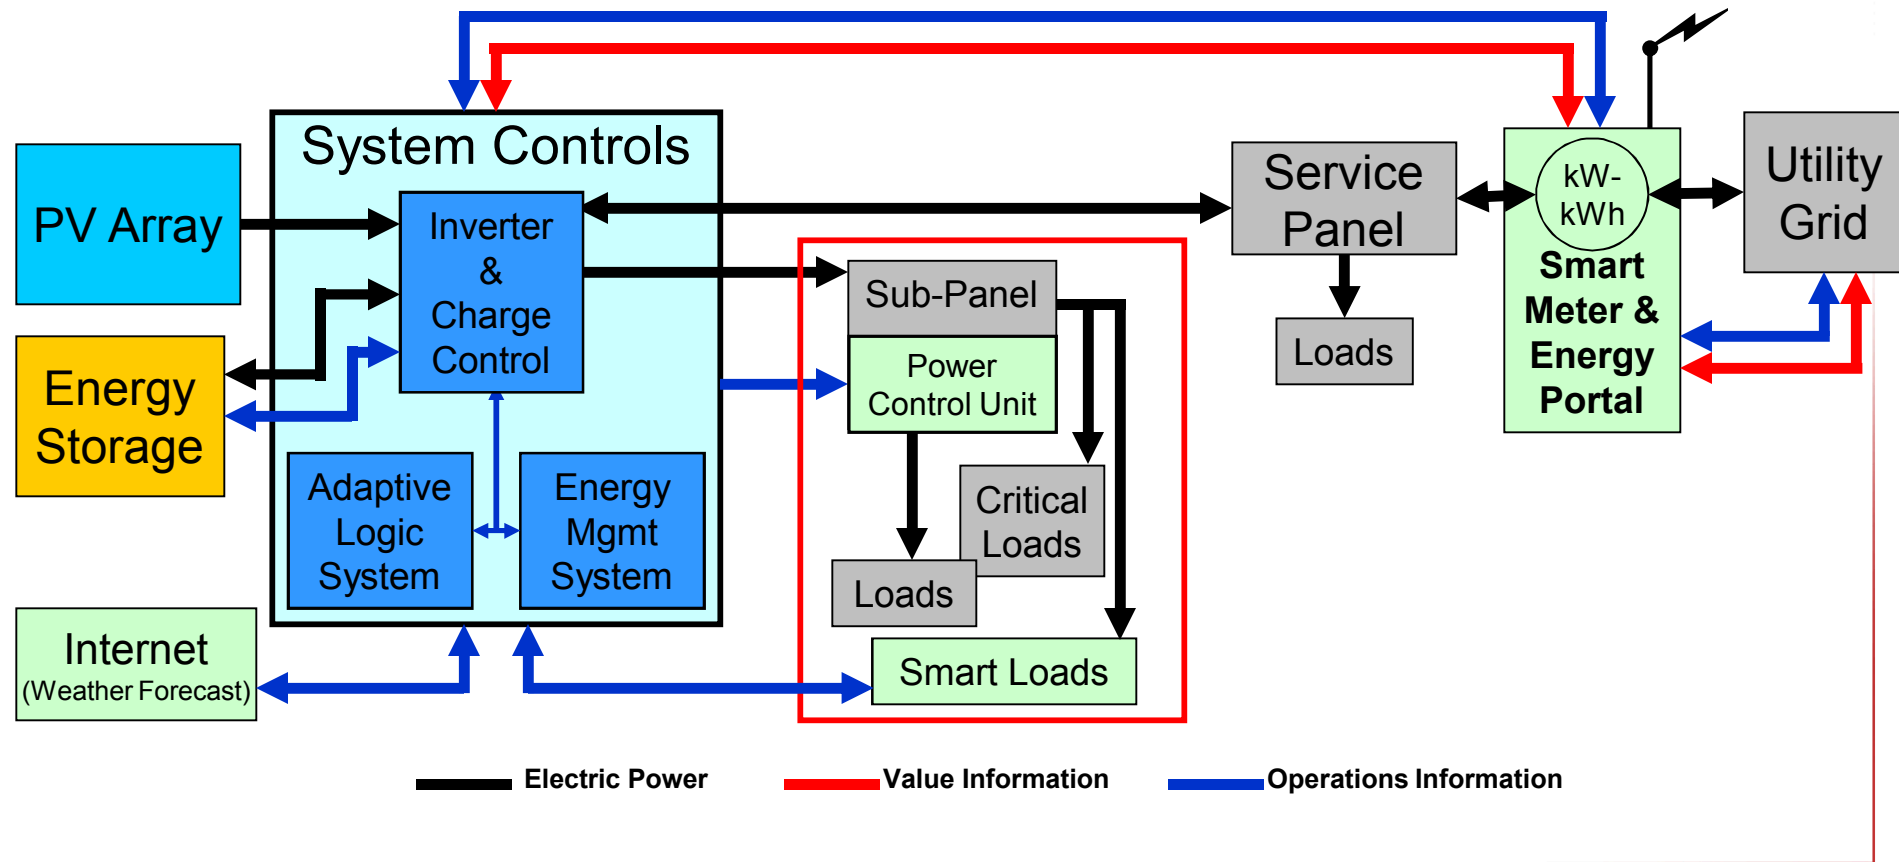 System Controls
PV Array
Inverter
&
Charge
Control
Energy
Storage
Adaptive
Logic
System
Energy
Mgmt
System
Internet
(Weather Forecast)
Sub-Panel
Power
Control Unit
Critical
Loads
Loads
Smart Loads
Service
Panel
Loads
kW-
kWh
Smart
Meter &
Energy
Portal
Utility
Grid
Electric Power
Value Information
Operations Information